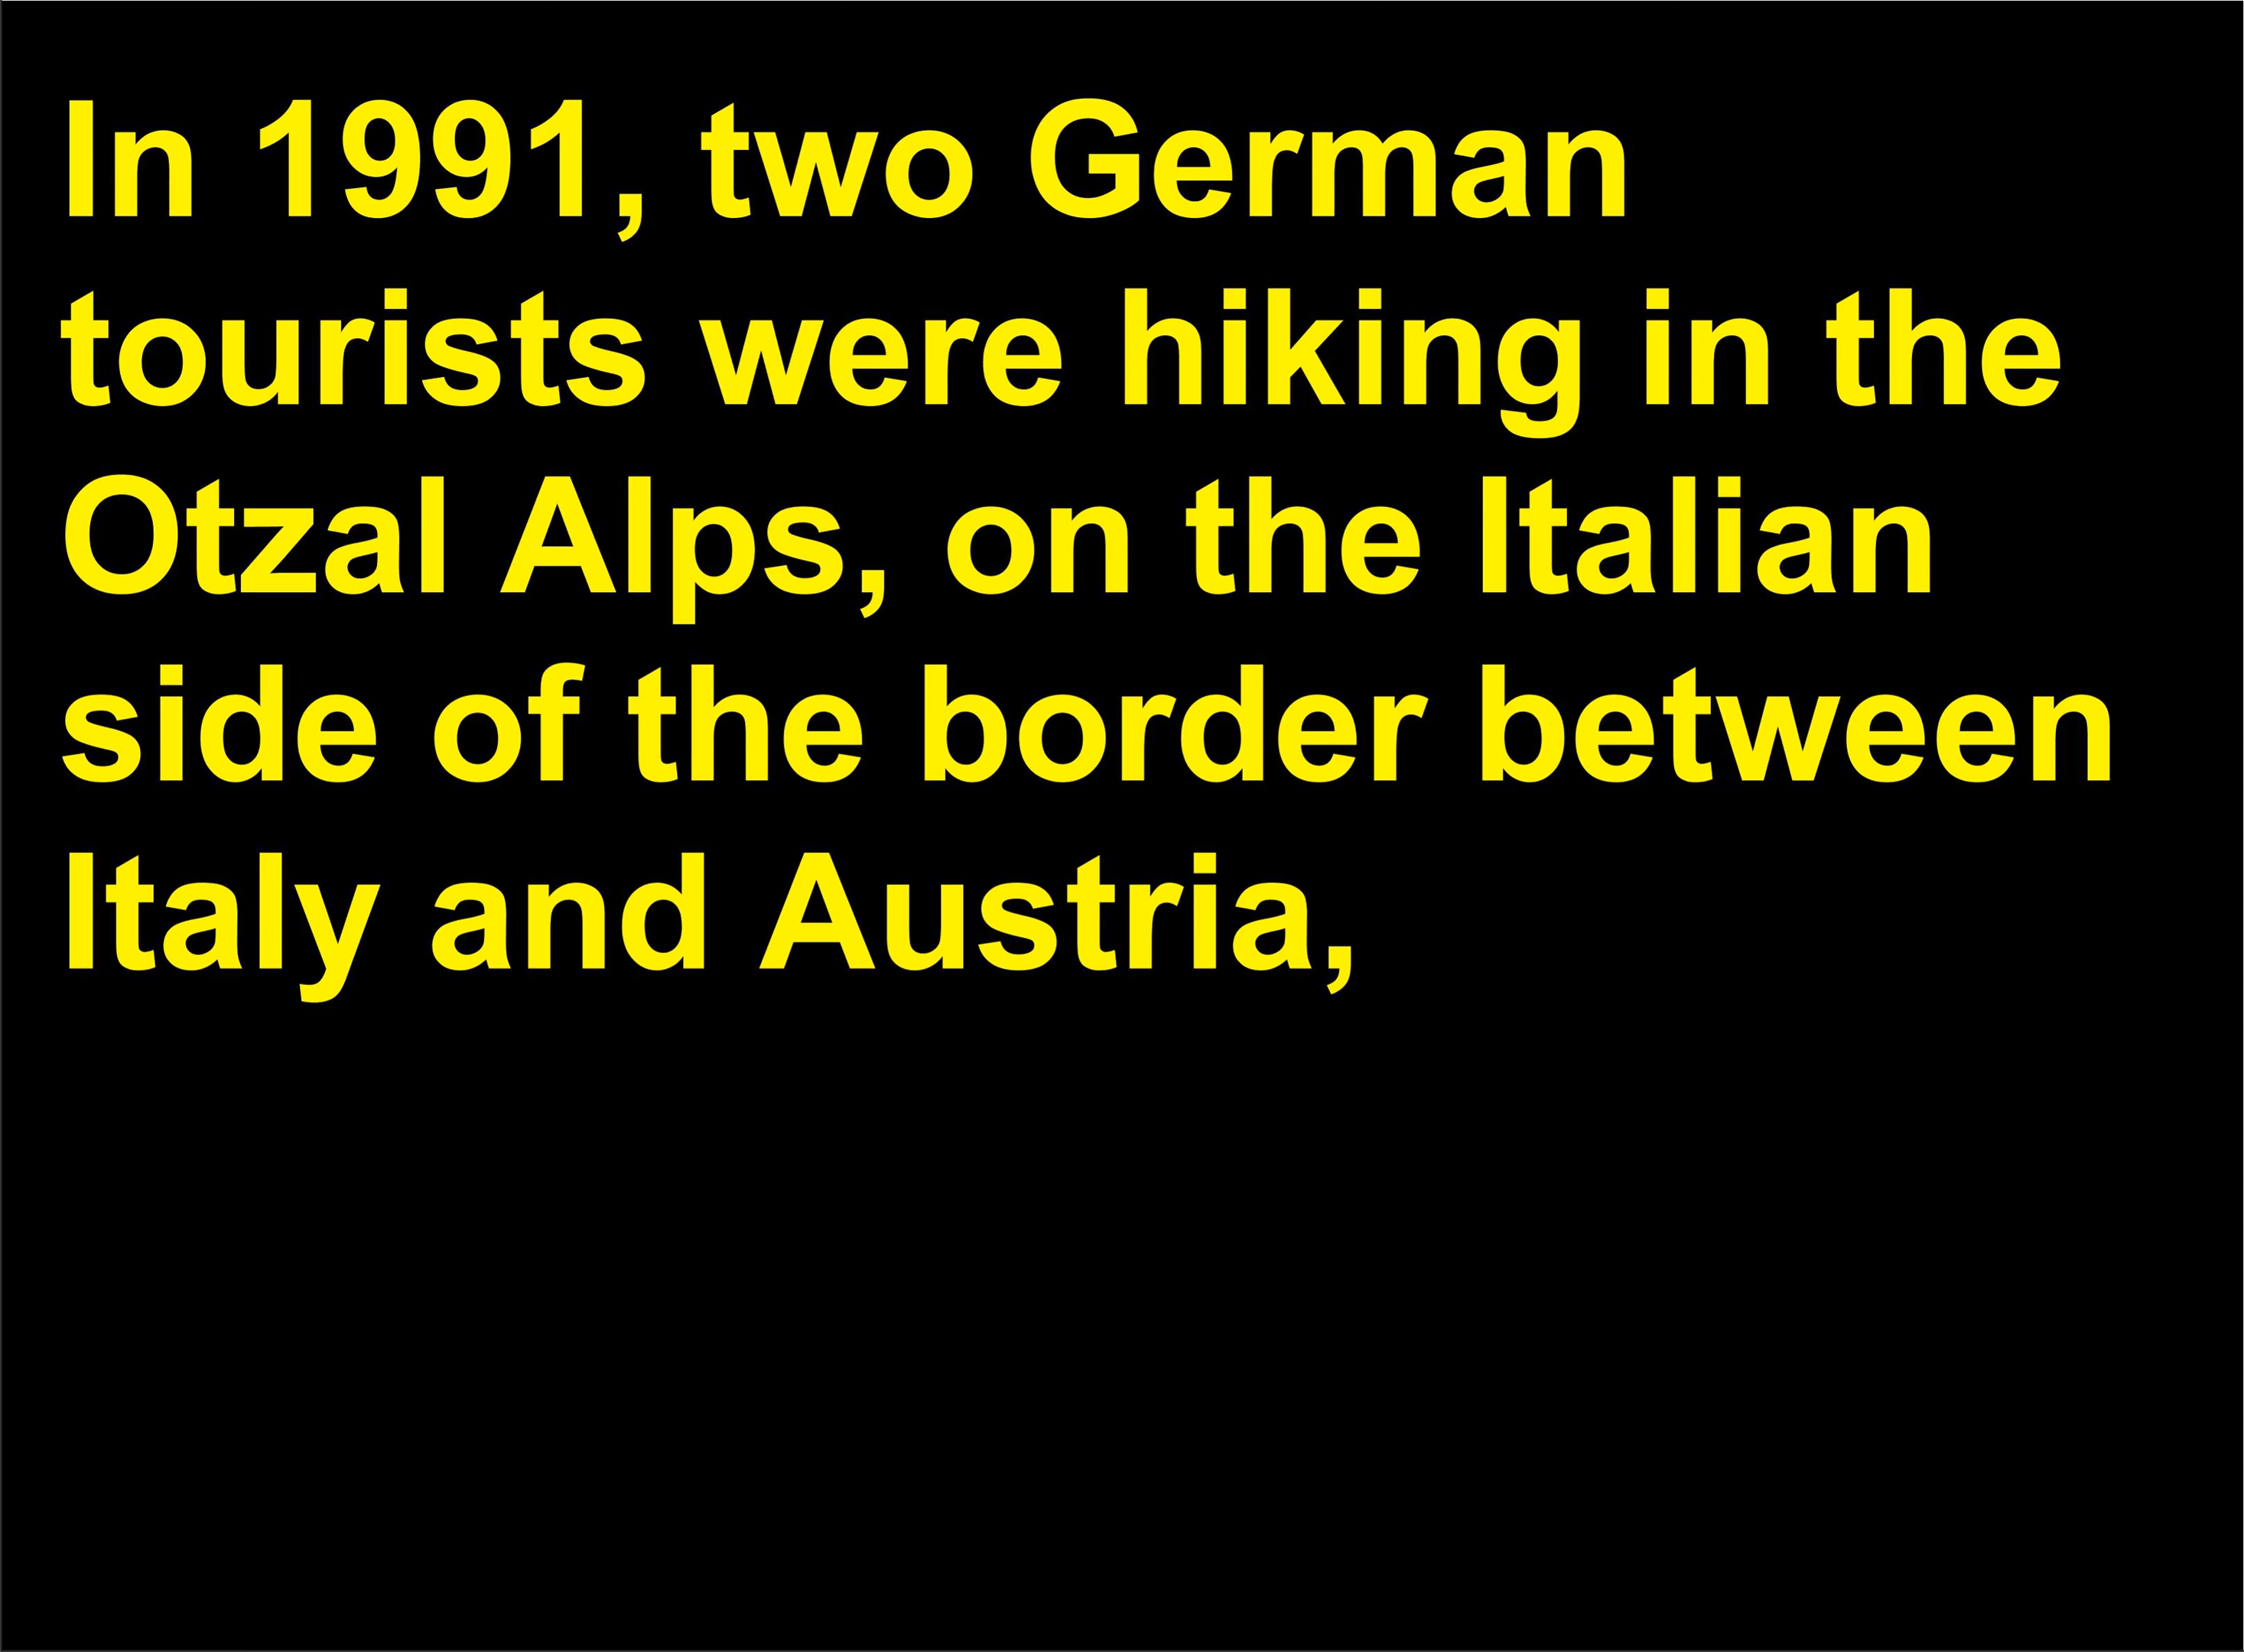 In 1991, two German
tourists were hiking in the
Otzal Alps, on the Italian
side of the border between
Italy and Austria,